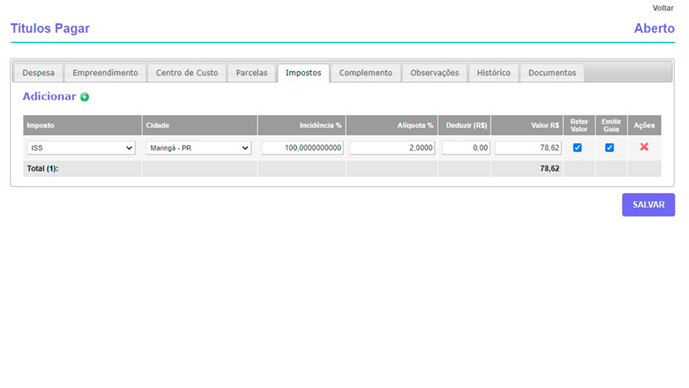 Voltar
Títulos Pagar Aberto
Despesa Empreendimento Centro de Custo Parcelas Impostos Complemento Observações Histórico Documentos
Adicionar
Imposto Cidade Incidência % Alíquota % Deduzir (R$) Valor R$ Reter Valor Emitir Guia Ações
ISS Maringá - PR 100,0000000000 2,0000 0,00 78,62
Total (1): 78,62
SALVAR